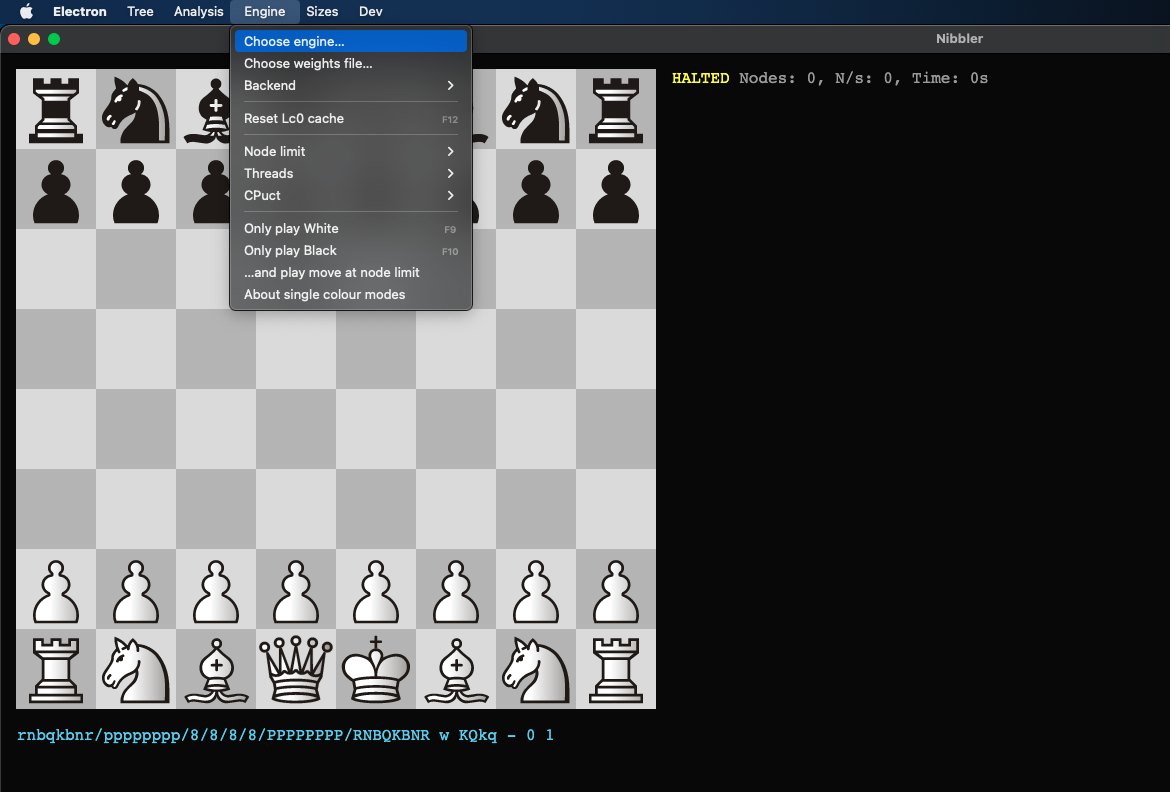 Electron Tree Analysis Engine Sizes Dev
Nibbler
Choose engine...
Choose weights file...
Backend
Reset Lc0 cache F12
Node limit
Threads
CPuct
Only play White F9
Only play Black F10
...and play move at node limit
About single colour modes
HALTED Nodes: 0, N/s: 0, Time: 0s
rnbqkbnr/pppppppp/8/8/8/8/PPPPPPPP/RNBQKBNR w KQkq - 0 1